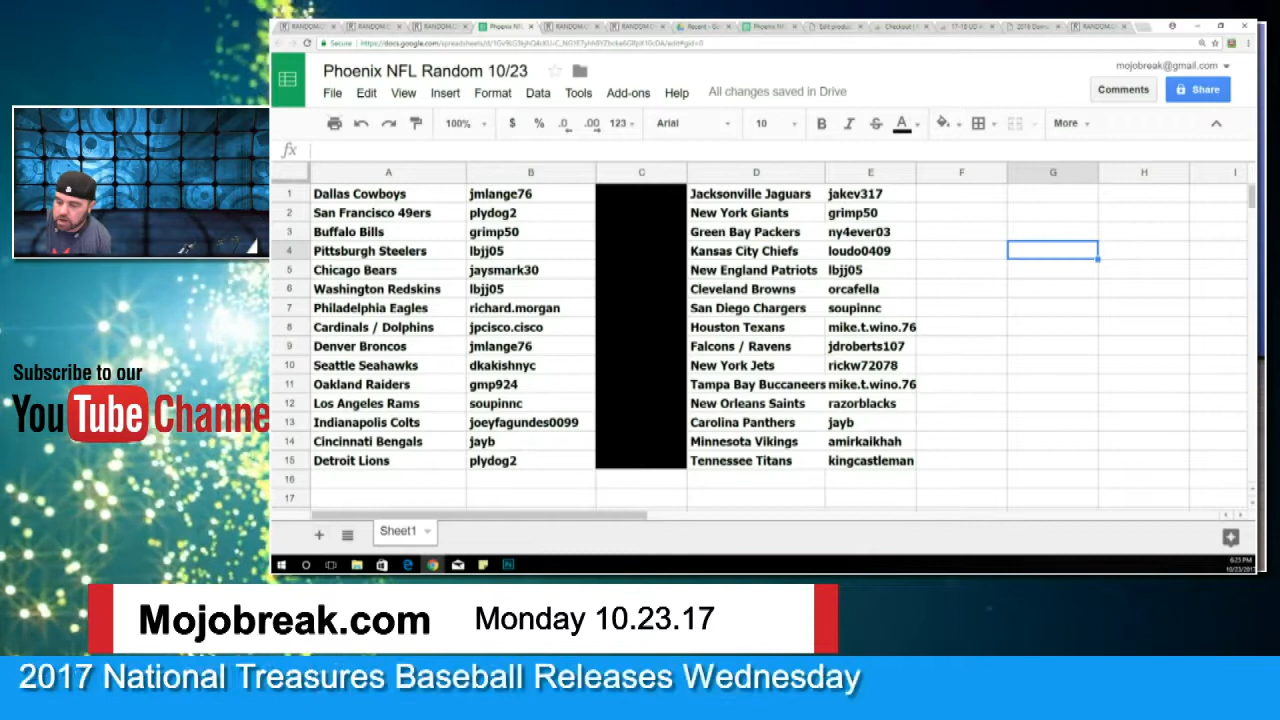 Secure
Phoenix NFL Random 10/23
mojobreak@gmail.com
File Edit View Insert Format Data Tools Add-ons Help All changes saved in Drive
Comments Share
100% $ % .0 .00 123 Arial 10 B I S A More
fx
A B C D E F G H I
1 Dallas Cowboys jmlange76 Jacksonville Jaguars jakev317
2 San Francisco 49ers plydog2 New York Giants grimp50
3 Buffalo Bills grimp50 Green Bay Packers ny4ever03
4 Pittsburgh Steelers lbjj05 Kansas City Chiefs loudo0409
5 Chicago Bears jaysmark30 New England Patriots lbjj05
6 Washington Redskins lbjj05 Cleveland Browns orcafella
7 Philadelphia Eagles richard.morgan San Diego Chargers soupinnc
8 Cardinals / Dolphins jpcisco.cisco Houston Texans mike.t.wino.76
9 Denver Broncos jmlange76 Falcons / Ravens jdroberts107
10 Seattle Seahawks dkakishnyc New York Jets rickw72078
11 Oakland Raiders gmp924 Tampa Bay Buccaneers mike.t.wino.76
12 Los Angeles Rams soupinnc New Orleans Saints razorblacks
13 Indianapolis Colts joeyfagundes0099 Carolina Panthers jayb
14 Cincinnati Bengals jayb Minnesota Vikings amirkaikhah
15 Detroit Lions plydog2 Tennessee Titans kingcastleman
16
17
Sheet1
6:23 PM
10/23/2017
Subscribe to our
YouTube Channe
Mojobreak.com Monday 10.23.17
2017 National Treasures Baseball Releases Wednesday